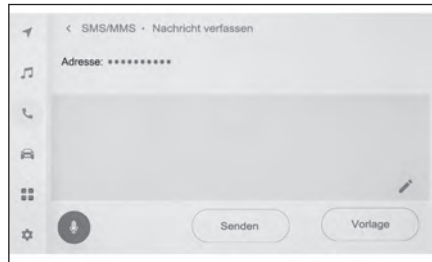 < SMS/MMS • Nachricht verfassen
Adresse: **********
Senden
Vorlage